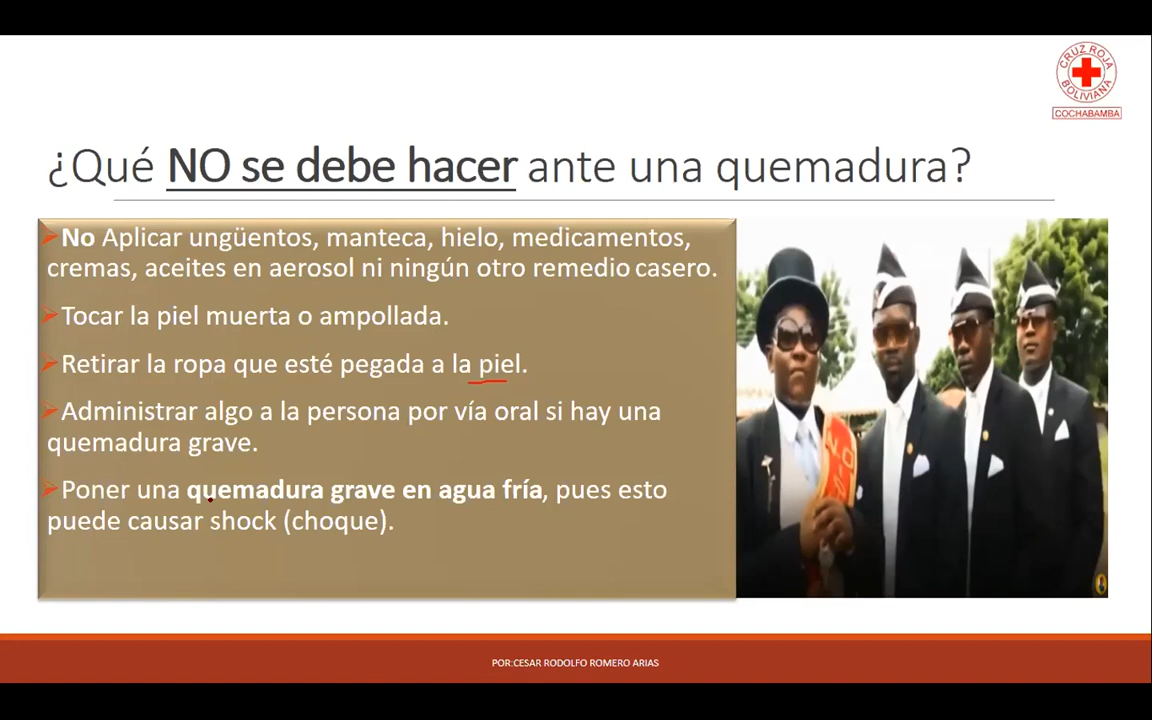 CRUZ ROJA
BOLIVIANA
COCHABAMBA
¿Qué NO se debe hacer ante una quemadura?
No Aplicar ungüentos, manteca, hielo, medicamentos,
cremas, aceites en aerosol ni ningún otro remedio casero.
Tocar la piel muerta o ampollada.
Retirar la ropa que esté pegada a la piel.
Administrar algo a la persona por vía oral si hay una
quemadura grave.
Poner una quemadura grave en agua fría, pues esto
puede causar shock (choque).
POR:CESAR RODOLFO ROMERO ARIAS